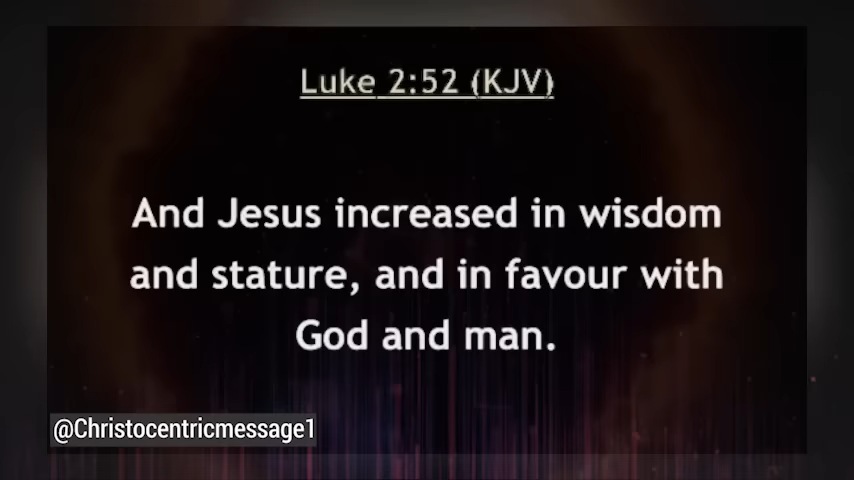 Luke 2:52 (KJV)
And Jesus increased in wisdom
and stature, and in favour with
God and man.
@Christocentricmessage1